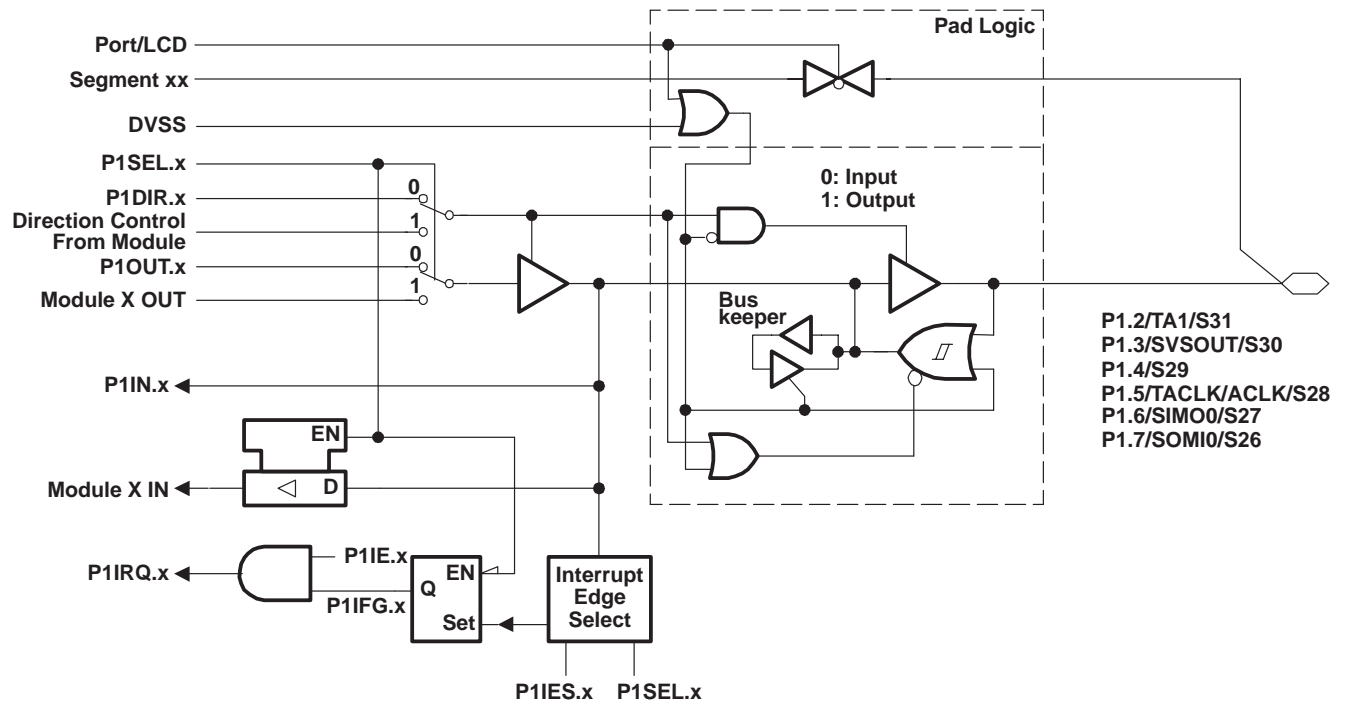 Pad Logic
Port/LCD
Segment xx
DVSS
P1SEL.x
P1DIR.x
0
Direction Control
From Module
1
P1OUT.x
0
Module X OUT
1
0: Input
1: Output
Bus
keeper
P1.2/TA1/S31
P1.3/SVSOUT/S30
P1.4/S29
P1.5/TACLK/ACLK/S28
P1.6/SIMO0/S27
P1.7/SOMI0/S26
P1IN.x
EN
Module X IN
D
P1IRQ.x
P1IE.x
P1IFG.x
EN
Q
Set
Interrupt
Edge
Select
P1IES.x
P1SEL.x